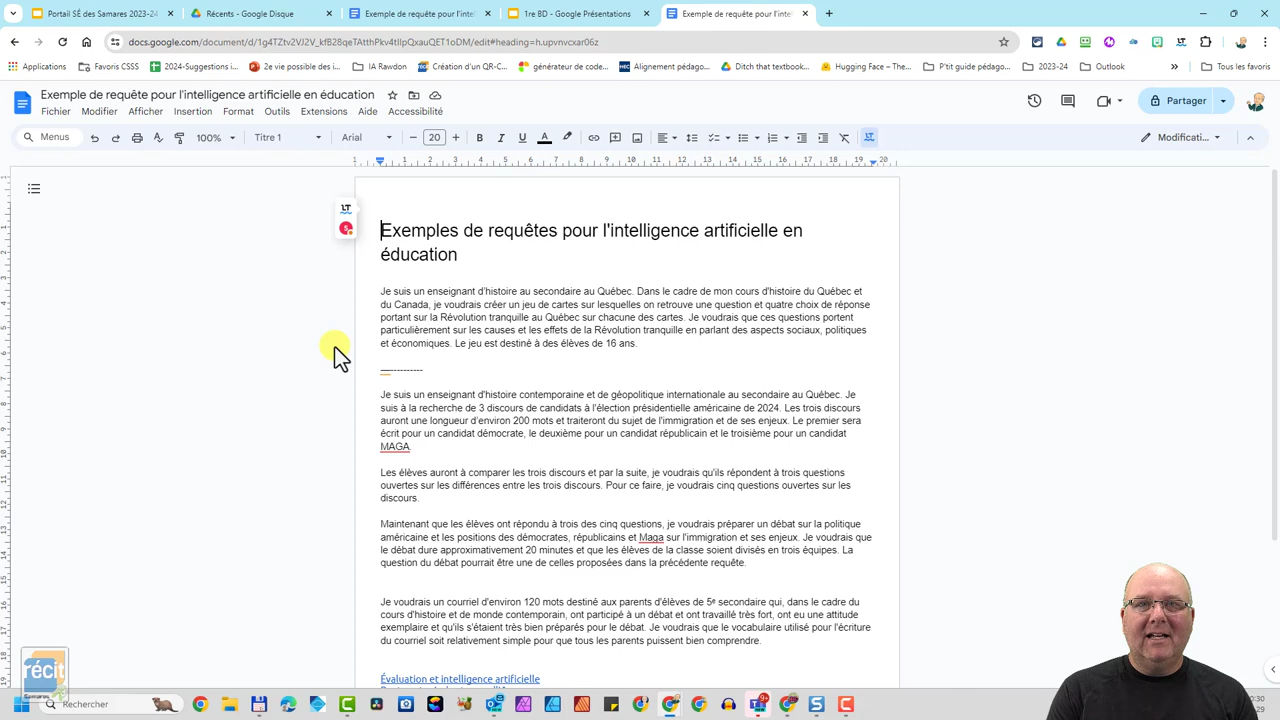 Portail SÉ des Samares 2023-24
Récents - Google Disque
Exemple de requête pour l'intel
1re BD - Google Présentations
Exemple de requête pour l'intel
docs.google.com/document/d/1g4TZtv2VJ2V_kfB28qeTAtthPkv4tlIpQxauQET1oDM/edit#heading=h.upvnvcxar06z
Applications
Favoris CSSS
2024-Suggestions i...
2e vie possible des i...
IA Rawdon
Création d'un QR-C...
générateur de code...
Alignement pédago...
Ditch that textbook...
Hugging Face – The...
P'tit guide pédago...
2023-24
Outlook
Tous les favoris
Exemple de requête pour l'intelligence artificielle en éducation
Fichier Modifier Affichage Insertion Format Outils Extensions Aide Accessibilité
Partager
Menus
100%
Titre 1
Arial
20
Modificati...
Exemples de requêtes pour l'intelligence artificielle en
éducation
Je suis un enseignant d'histoire au secondaire au Québec. Dans le cadre de mon cours d'histoire du Québec et
du Canada, je voudrais créer un jeu de cartes sur lesquelles on retrouve une question et quatre choix de réponse
portant sur la Révolution tranquille au Québec sur chacune des cartes. Je voudrais que ces questions portent
particulièrement sur les causes et les effets de la Révolution tranquille en parlant des aspects sociaux, politiques
et économiques. Le jeu est destiné à des élèves de 16 ans.
—-----------
Je suis un enseignant d'histoire contemporaine et de géopolitique internationale au secondaire au Québec. Je
suis à la recherche de 3 discours de candidats à l'élection présidentielle américaine de 2024. Les trois discours
auront une longueur d'environ 200 mots et traiteront du sujet de l'immigration et de ses enjeux. Le premier sera
écrit pour un candidat démocrate, le deuxième pour un candidat républicain et le troisième pour un candidat
MAGA.
Les élèves auront à comparer les trois discours et par la suite, je voudrais qu'ils répondent à trois questions
ouvertes sur les différences entre les trois discours. Pour ce faire, je voudrais cinq questions ouvertes sur les
discours.
Maintenant que les élèves ont répondu à trois des cinq questions, je voudrais préparer un débat sur la politique
américaine et les positions des démocrates, républicains et Maga sur l'immigration et ses enjeux. Je voudrais que
le débat dure approximativement 20 minutes et que les élèves de la classe soient divisés en trois équipes. La
question du débat pourrait être une de celles proposées dans la précédente requête.
Je voudrais un courriel d'environ 120 mots destiné aux parents d'élèves de 5ᵉ secondaire qui, dans le cadre du
cours d'histoire et de monde contemporain, ont participé à un débat et ont travaillé très fort, ont eu une attitude
exemplaire et qu'ils s'étaient très bien préparés pour le débat. Je voudrais que le vocabulaire utilisé pour l'écriture
du courriel soit relativement simple pour que tous les parents puissent bien comprendre.
Évaluation et intelligence artificielle
récit
Samares
Rechercher